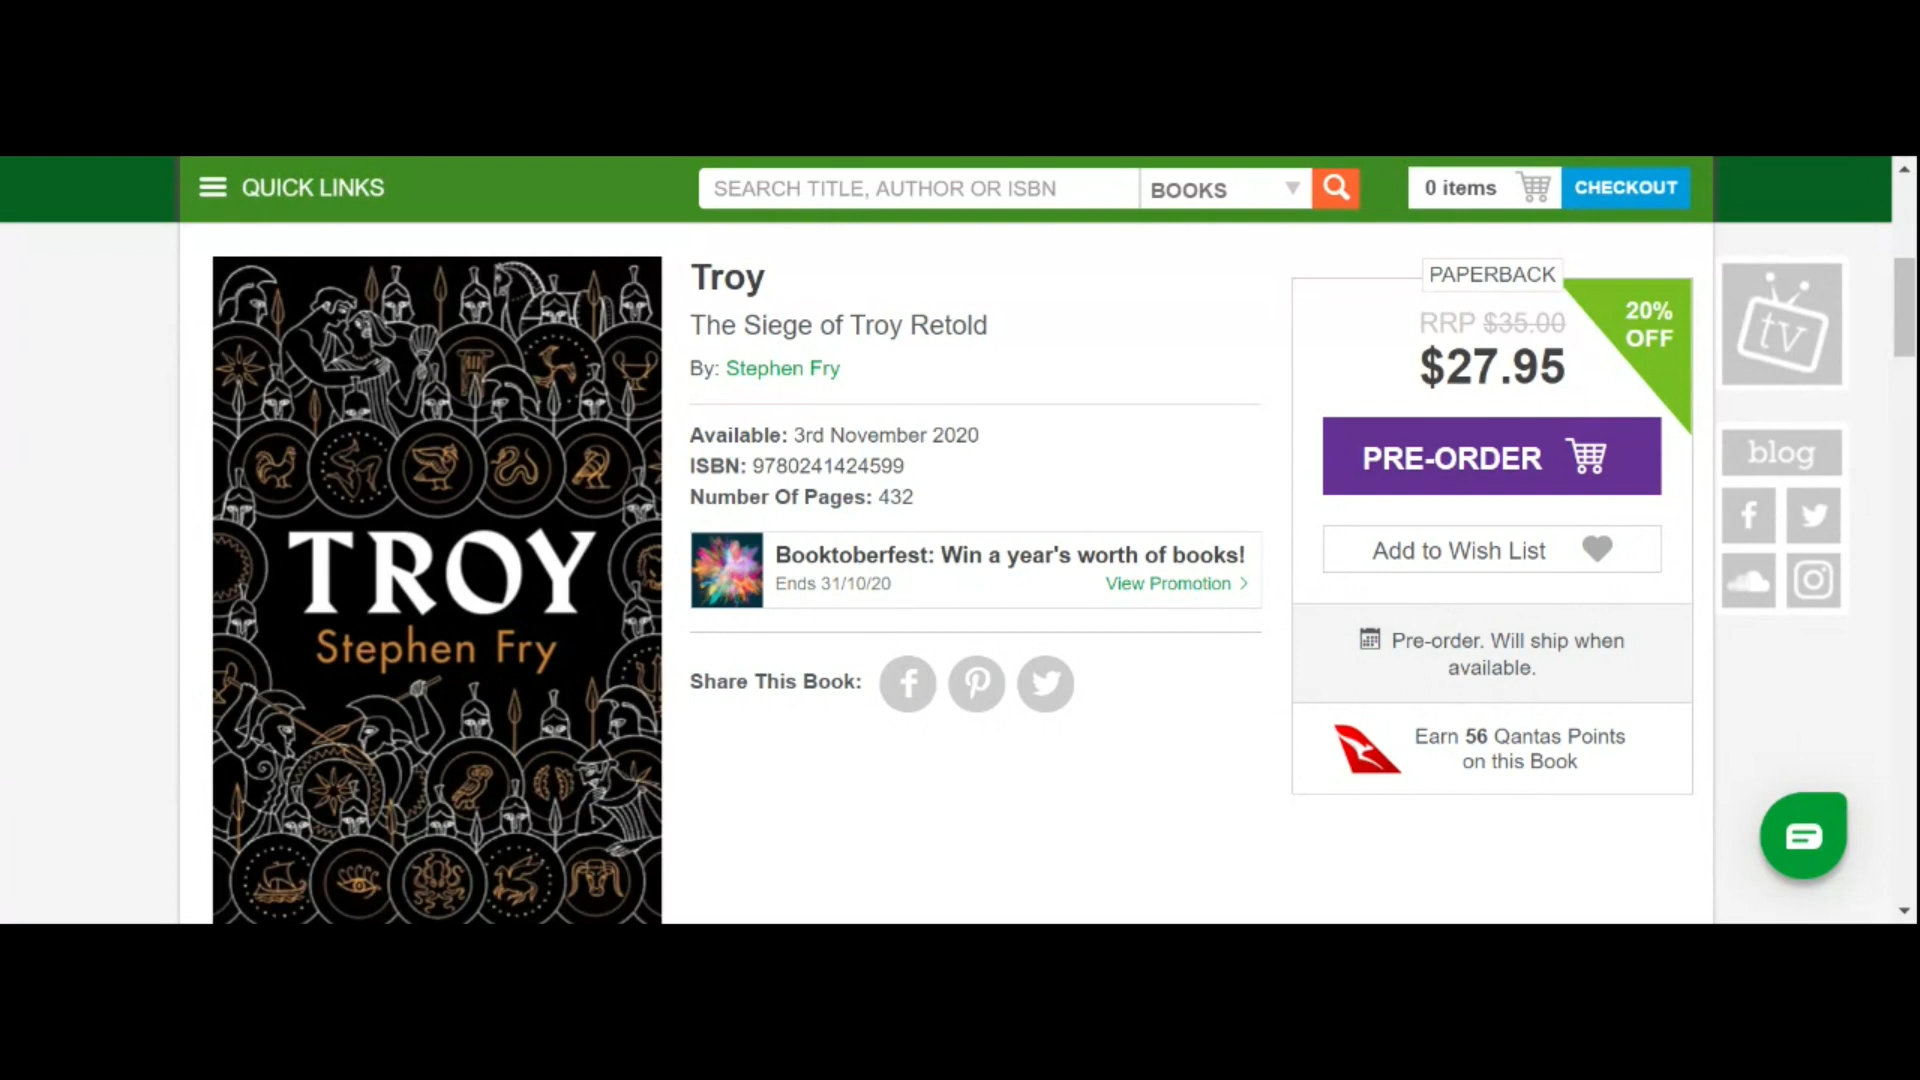 QUICK LINKS
SEARCH TITLE, AUTHOR OR ISBN
BOOKS
0 items
CHECKOUT
TROY
Stephen Fry
Troy
The Siege of Troy Retold
By: Stephen Fry
Available: 3rd November 2020
ISBN: 9780241424599
Number Of Pages: 432
Booktoberfest: Win a year's worth of books!
Ends 31/10/20
View Promotion
Share This Book:
PAPERBACK
20%
OFF
RRP $35.00
$27.95
PRE-ORDER
Add to Wish List
Pre-order. Will ship when
available.
Earn 56 Qantas Points
on this Book
tv
blog